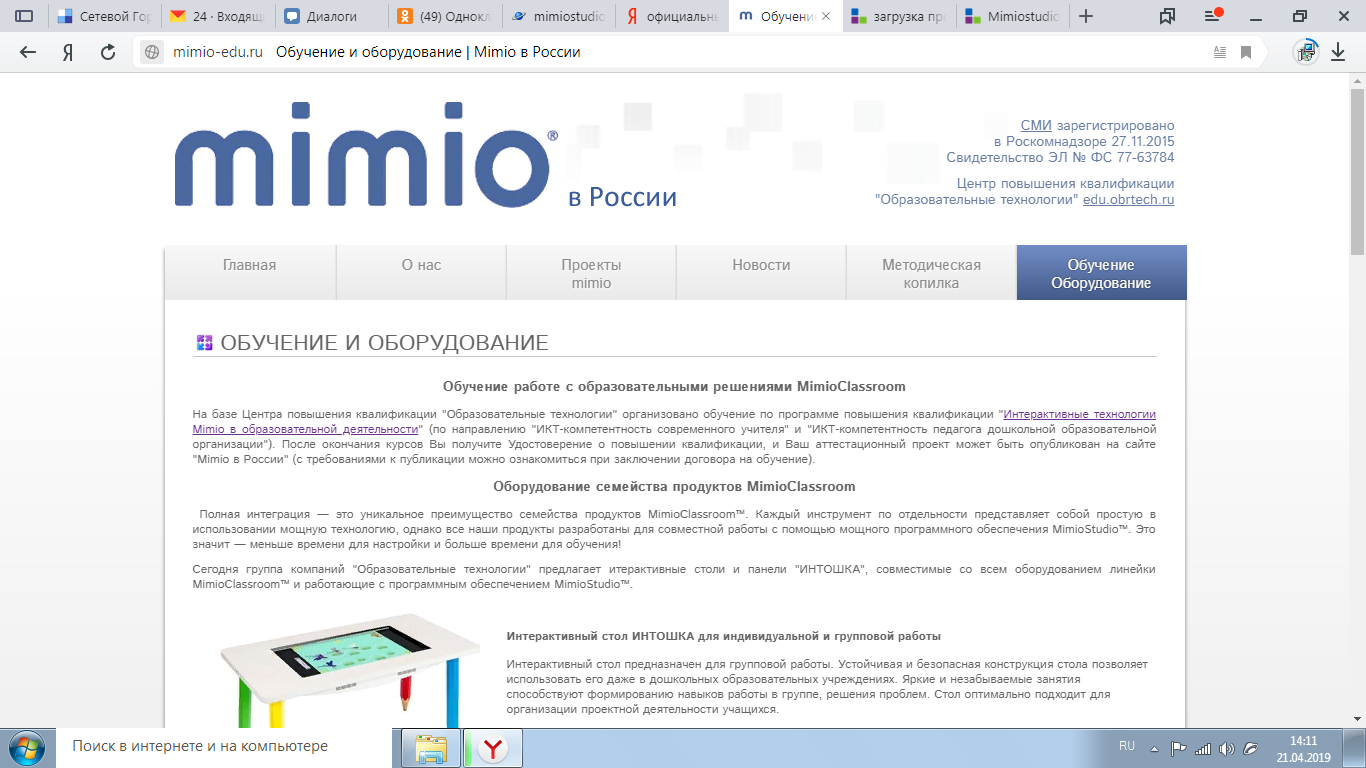 Сетевой Гор
24 · Входящ
Диалоги
(49) Однокл
mimiostudio
официальны
Обучени
загрузка про
Mimiostudio
mimio-edu.ru Обучение и оборудование | Mimio в России
mimio®
в России
СМИ зарегистрировано
в Роскомнадзоре 27.11.2015
Свидетельство ЭЛ № ФС 77-63784
Центр повышения квалификации
"Образовательные технологии" edu.obrtech.ru
Главная
О нас
Проекты
mimio
Новости
Методическая
копилка
Обучение
Оборудование
ОБУЧЕНИЕ И ОБОРУДОВАНИЕ
Обучение работе с образовательными решениями MimioClassroom
На базе Центра повышения квалификации "Образовательные технологии" организовано обучение по программе повышения квалификации "Интерактивные технологии
Mimio в образовательной деятельности" (по направлению "ИКТ-компетентность современного учителя" и "ИКТ-компетентность педагога дошкольной образовательной
организации"). После окончания курсов Вы получите Удостоверение о повышении квалификации, и Ваш аттестационный проект может быть опубликован на сайте
"Mimio в России" (с требованиями к публикации можно ознакомиться при заключении договора на обучение).
Оборудование семейства продуктов MimioClassroom
Полная интеграция — это уникальное преимущество семейства продуктов MimioClassroom™. Каждый инструмент по отдельности представляет собой простую в
использовании мощную технологию, однако все наши продукты разработаны для совместной работы с помощью мощного программного обеспечения MimioStudio™. Это
значит — меньше времени для настройки и больше времени для обучения!
Сегодня группа компаний "Образовательные технологии" предлагает итерактивные столи и панели "ИНТОШКА", совместимые со всем оборудованием линейки
MimioClassroom™ и работающие с программным обеспечением MimioStudio™.
Интерактивный стол ИНТОШКА для индивидуальной и групповой работы
Интерактивный стол предназначен для групповой работы. Устойчивая и безопасная конструкция стола позволяет
использовать его даже в дошкольных образовательных учреждениях. Яркие и незабываемые занятия
способствуют формированию навыков работы в группе, решения проблем. Стол оптимально подходит для
организации проектной деятельности учащихся.
Поиск в интернете и на компьютере
RU
14:11
21.04.2019